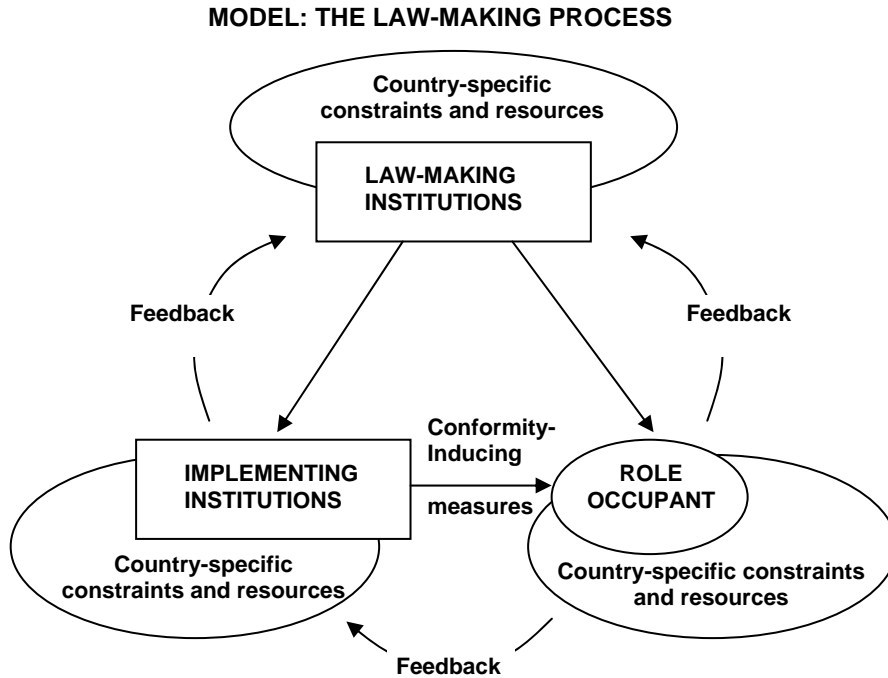 MODEL: THE LAW-MAKING PROCESS
Country-specific
constraints and resources
LAW-MAKING
INSTITUTIONS
Feedback
Feedback
Conformity-
Inducing
measures
IMPLEMENTING
INSTITUTIONS
ROLE
OCCUPANT
Country-specific
constraints and resources
Country-specific constraints
and resources
Feedback